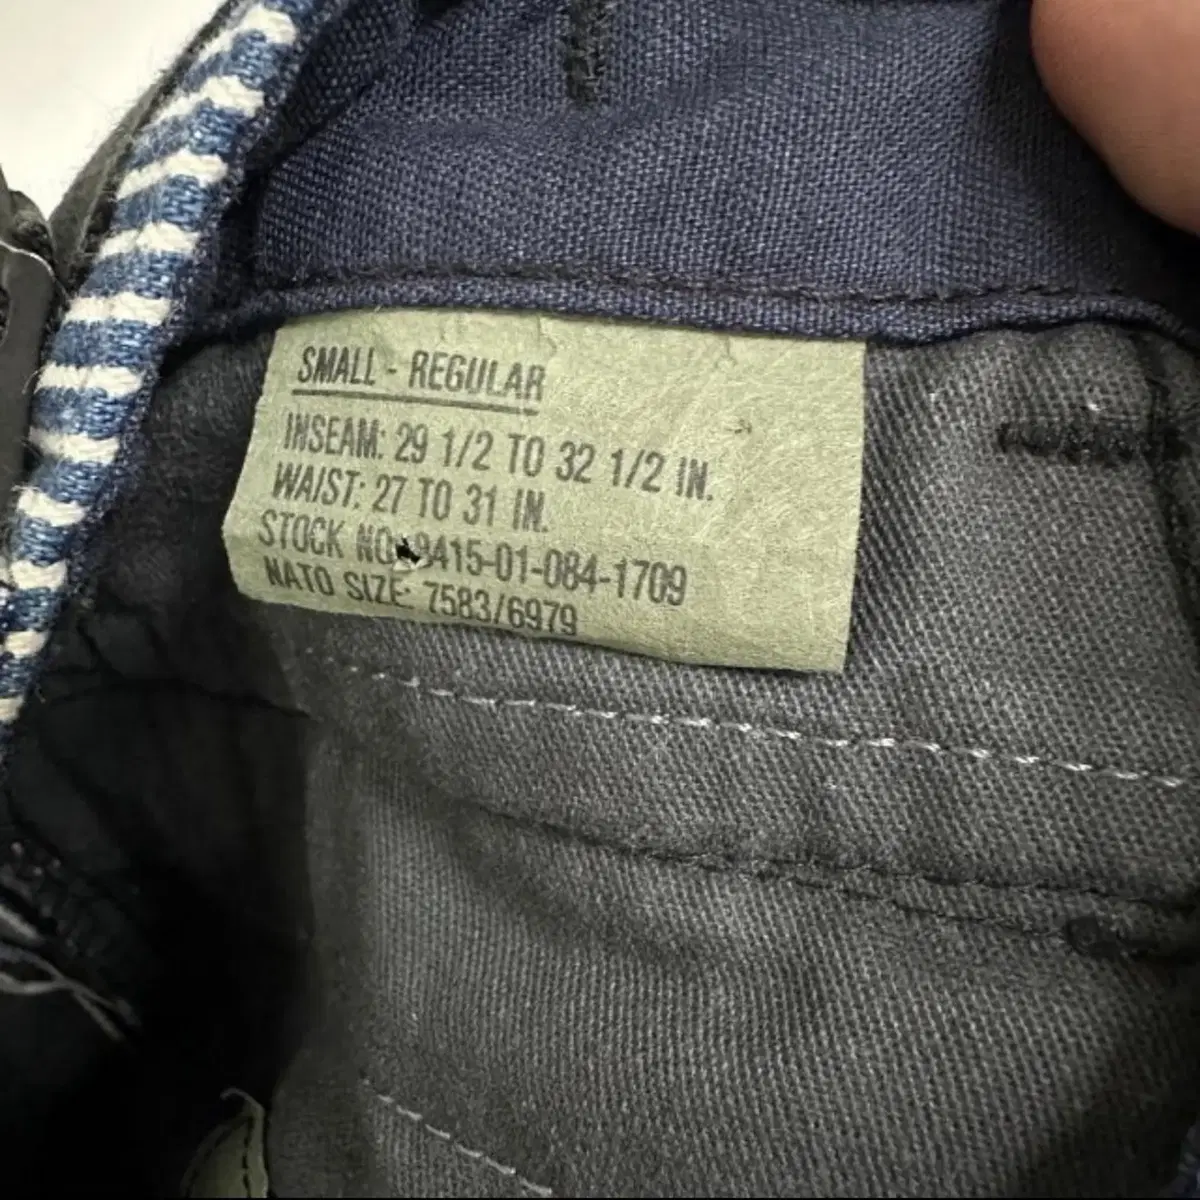 SMALL - REGULAR
INSEAM: 29 1/2 TO 32 1/2 IN.
WAIST: 27 TO 31 IN.
STOCK NO. 8415-01-084-1709
NATO SIZE: 7583/6979